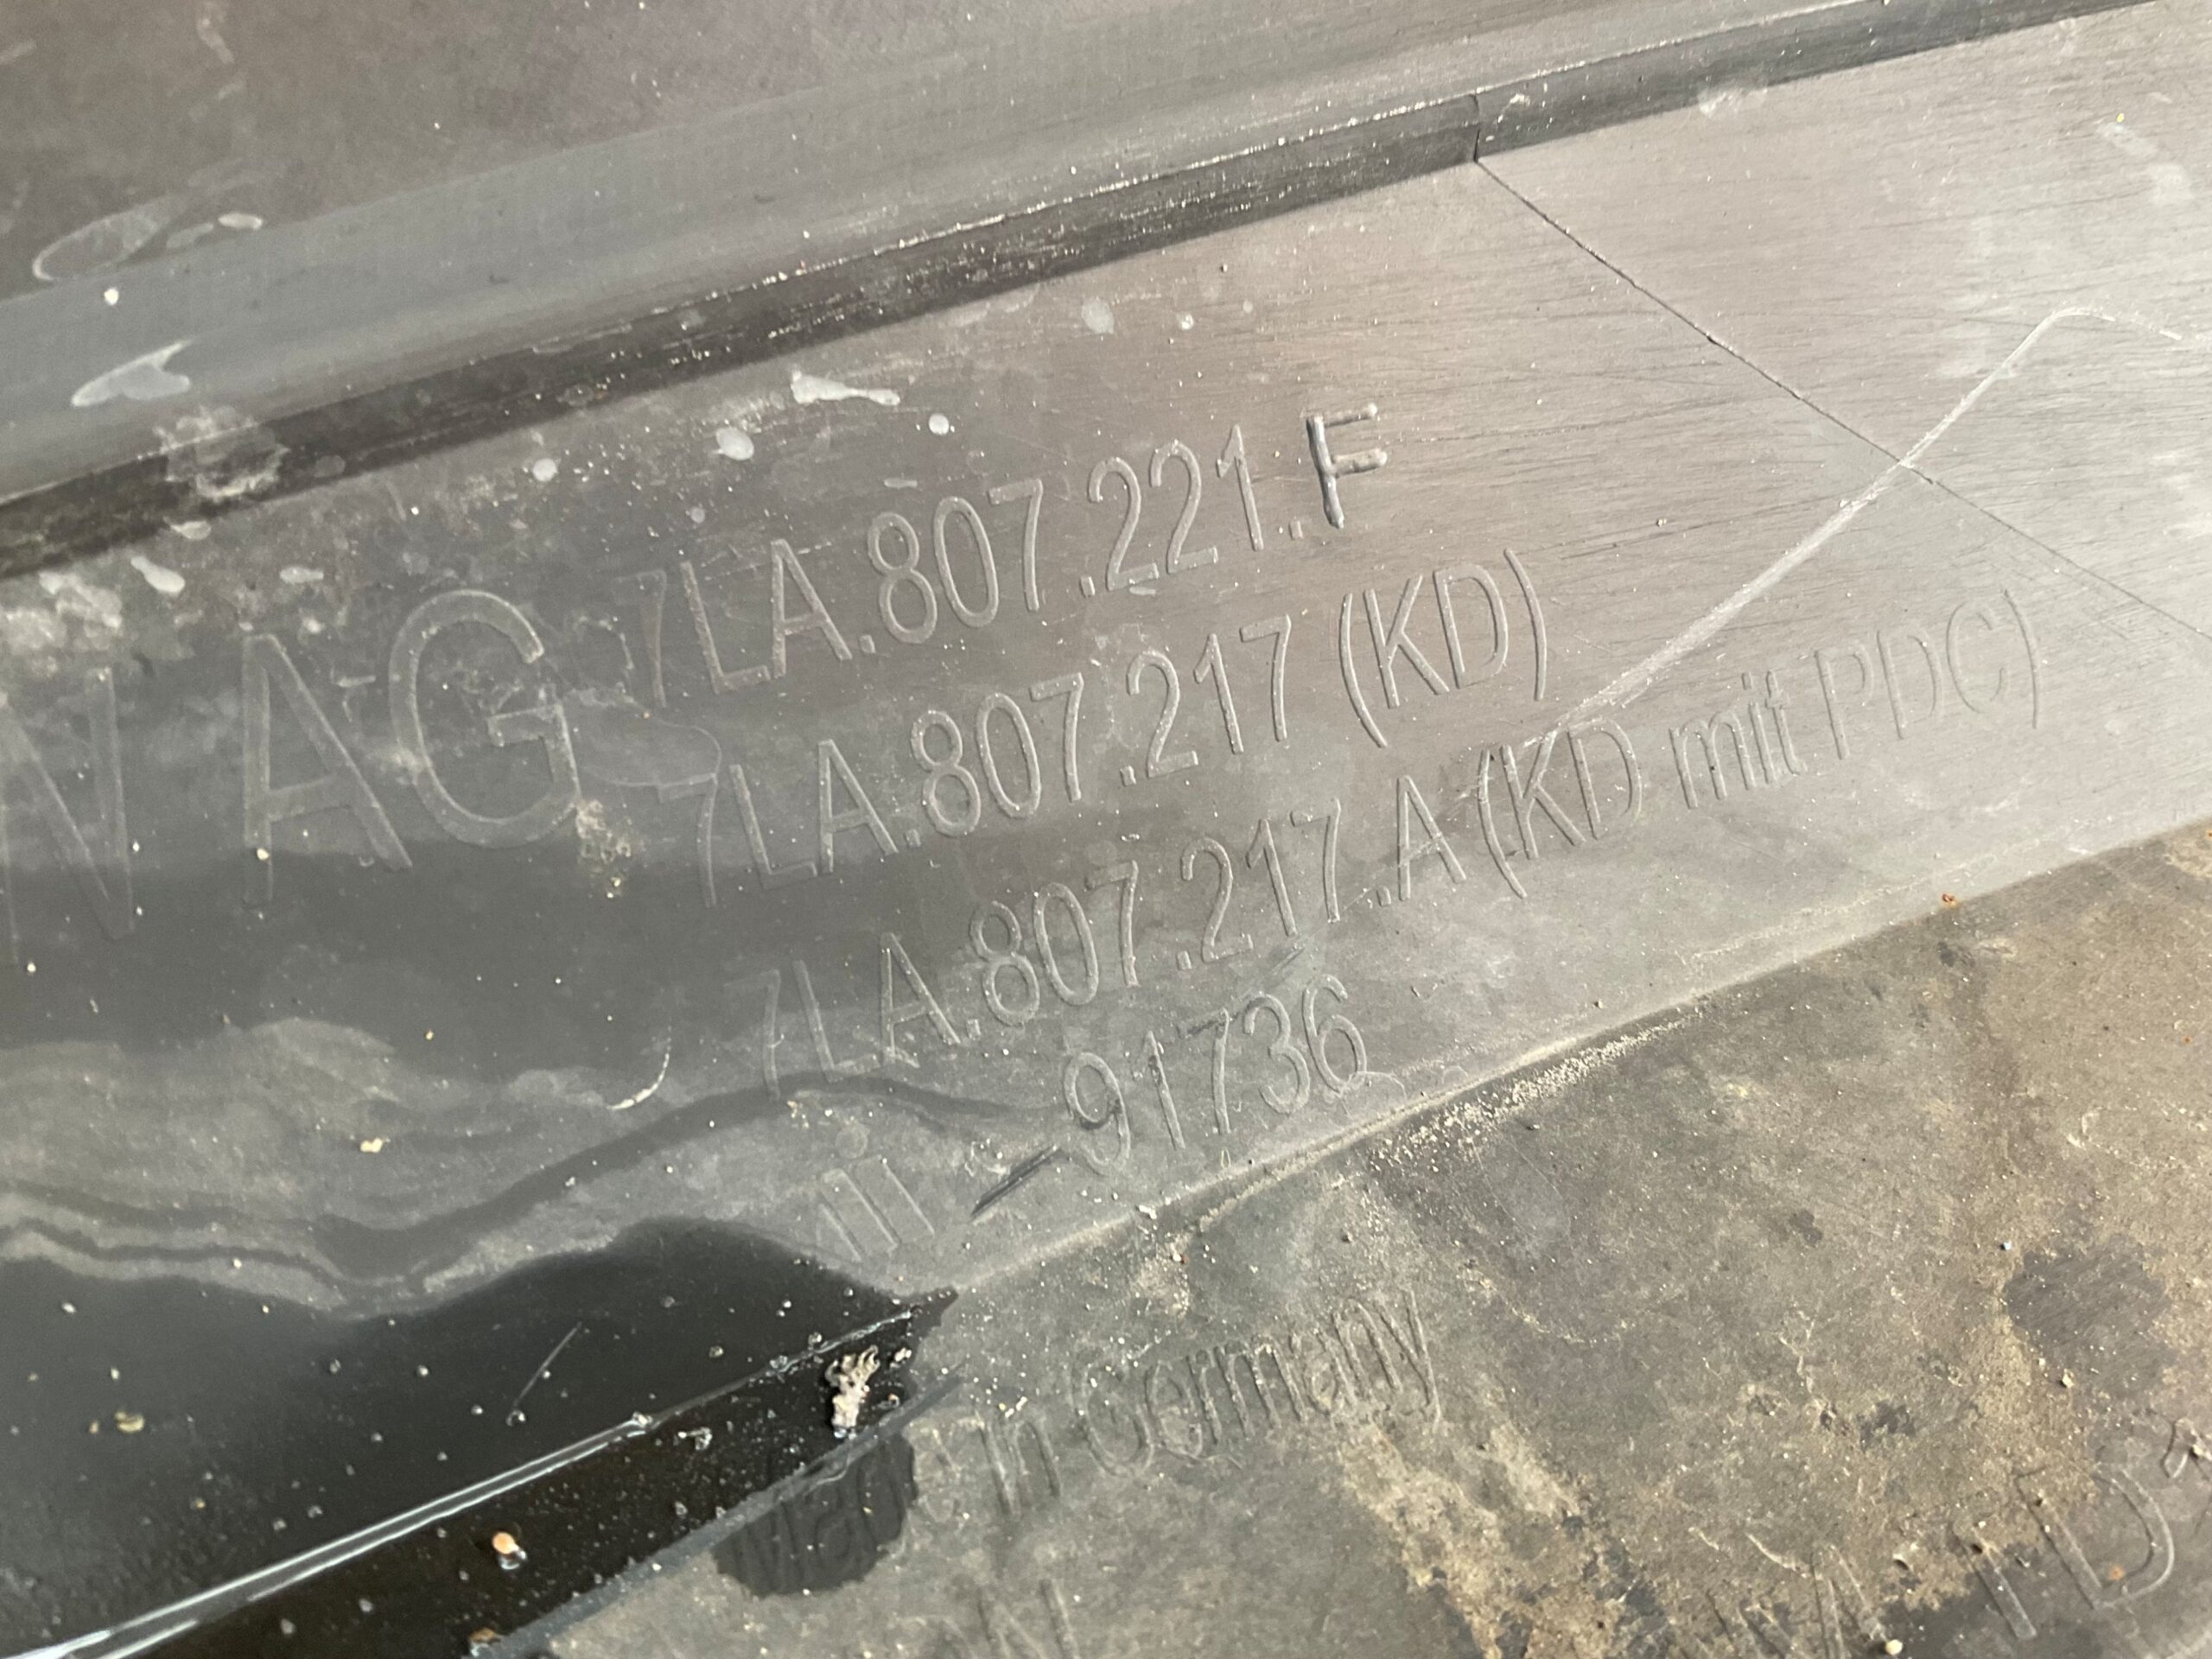 N AG
7LA.807.221..F
7LA.807.217 (KD)
7LA.807.217..A (KD mit PDC)
91736
Made in Germany